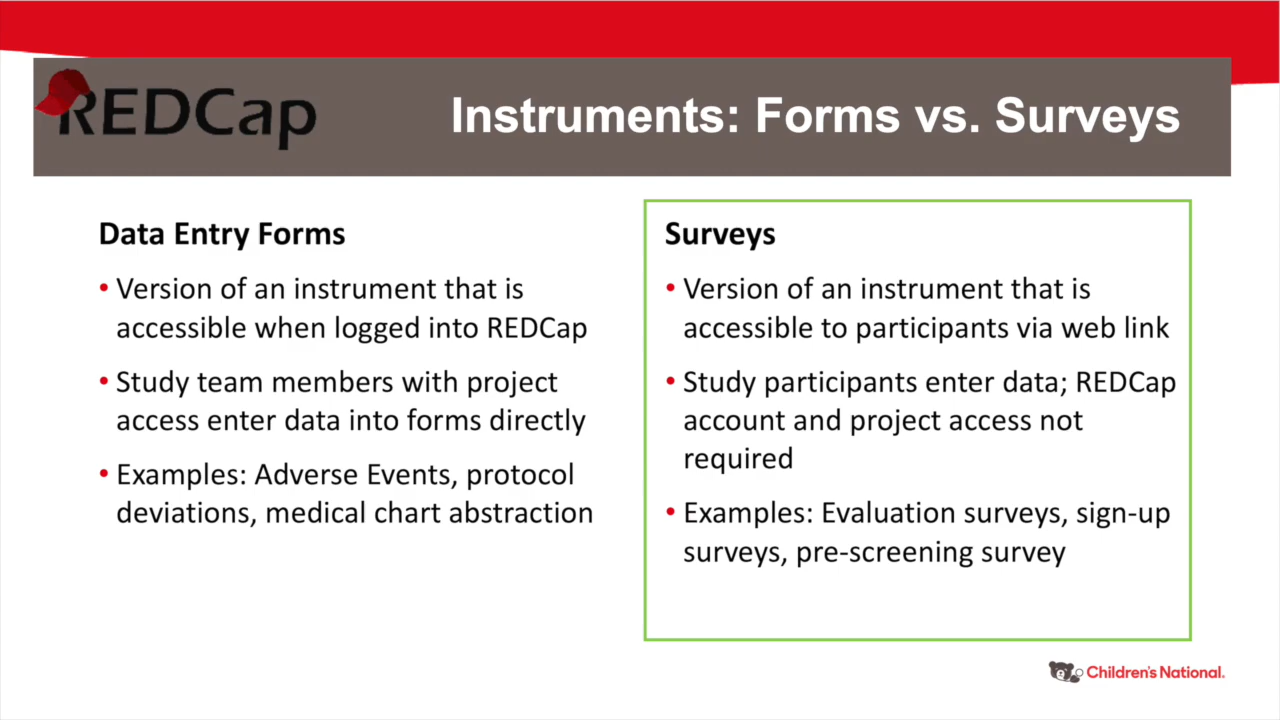 REDCap
Instruments: Forms vs. Surveys
Data Entry Forms
• Version of an instrument that is
accessible when logged into REDCap
• Study team members with project
access enter data into forms directly
• Examples: Adverse Events, protocol
deviations, medical chart abstraction
Surveys
• Version of an instrument that is
accessible to participants via web link
• Study participants enter data; REDCap
account and project access not
required
• Examples: Evaluation surveys, sign-up
surveys, pre-screening survey
Children's National.